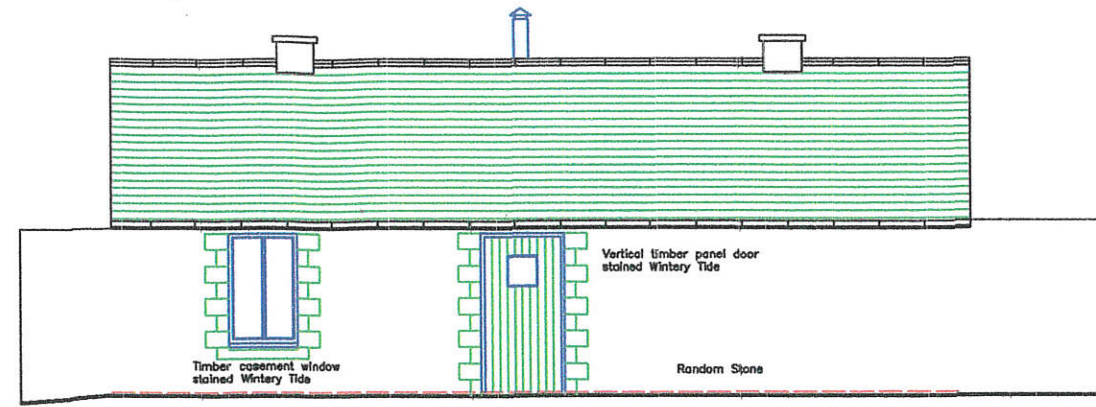 Vertical timber panel door
stained Wintery Tide
Timber casement window
stained Wintery Tide
Random Stone